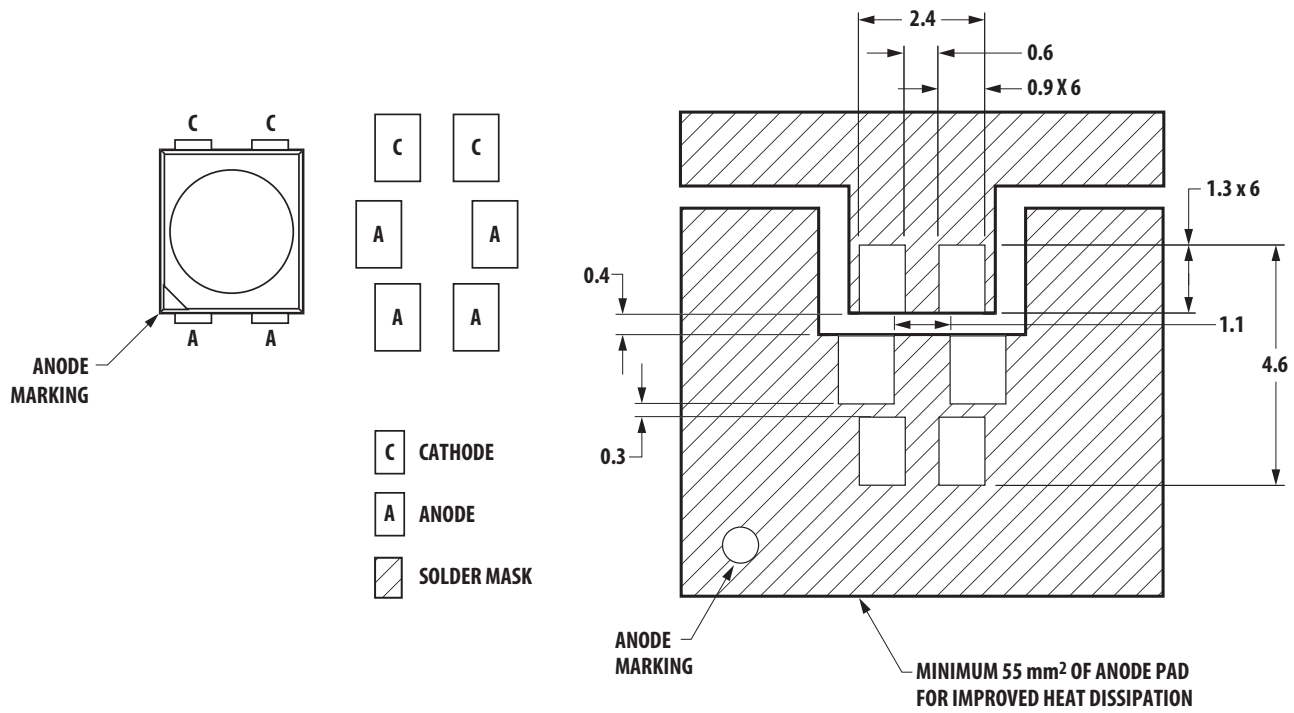 2.4
0.6
0.9 X 6
C C
C C
1.3 x 6
A A
0.4
A A
1.1
A A
ANODE
MARKING
4.6
0.3
C CATHODE
A ANODE
SOLDER MASK
ANODE
MARKING
MINIMUM 55 mm² OF ANODE PAD
FOR IMPROVED HEAT DISSIPATION